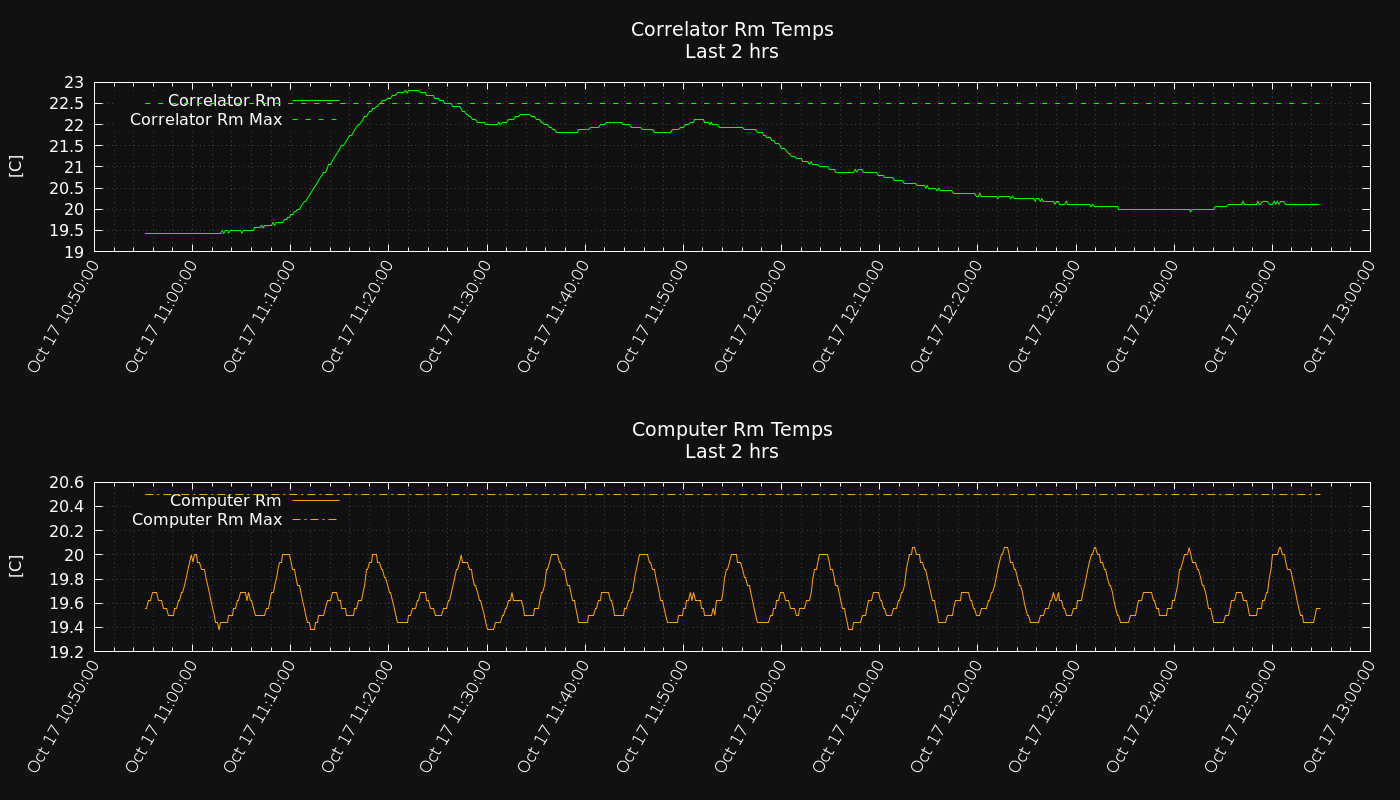 Correlator Rm Temps
Last 2 hrs
[C]
23
22.5
22
21.5
21
20.5
20
19.5
19
Correlator Rm
Correlator Rm Max
Oct 17 10:50:00
Oct 17 11:00:00
Oct 17 11:10:00
Oct 17 11:20:00
Oct 17 11:30:00
Oct 17 11:40:00
Oct 17 11:50:00
Oct 17 12:00:00
Oct 17 12:10:00
Oct 17 12:20:00
Oct 17 12:30:00
Oct 17 12:40:00
Oct 17 12:50:00
Oct 17 13:00:00
Computer Rm Temps
Last 2 hrs
[C]
20.6
20.4
20.2
20
19.8
19.6
19.4
19.2
Computer Rm
Computer Rm Max
Oct 17 10:50:00
Oct 17 11:00:00
Oct 17 11:10:00
Oct 17 11:20:00
Oct 17 11:30:00
Oct 17 11:40:00
Oct 17 11:50:00
Oct 17 12:00:00
Oct 17 12:10:00
Oct 17 12:20:00
Oct 17 12:30:00
Oct 17 12:40:00
Oct 17 12:50:00
Oct 17 13:00:00